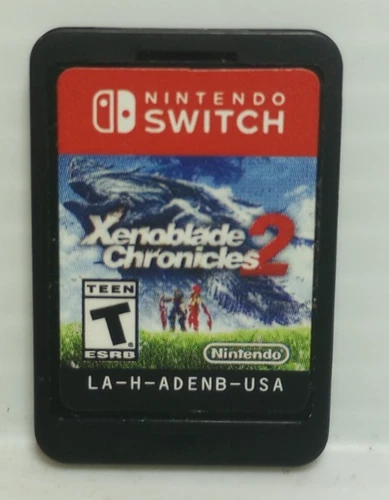 NINTENDO
SWITCH
Xenoblade
Chronicles 2
TEEN
T
ESRB
Nintendo
LA-H-ADENB-USA